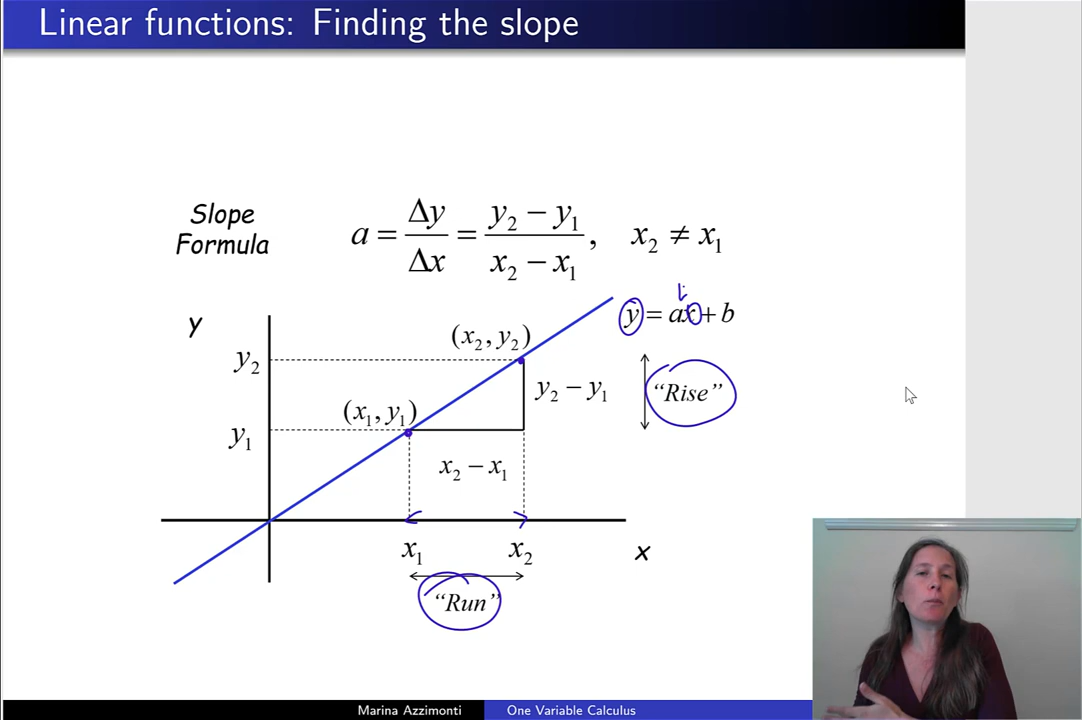 Linear functions: Finding the slope
Slope
Formula
a = Δy/Δx = (y₂ − y₁)/(x₂ − x₁), x₂ ≠ x₁
y
y = ax + b
(x₂, y₂)
y₂
y₂ − y₁
"Rise"
(x₁, y₁)
y₁
x₂ − x₁
x₁
x₂
x
"Run"
Marina Azzimonti
One Variable Calculus